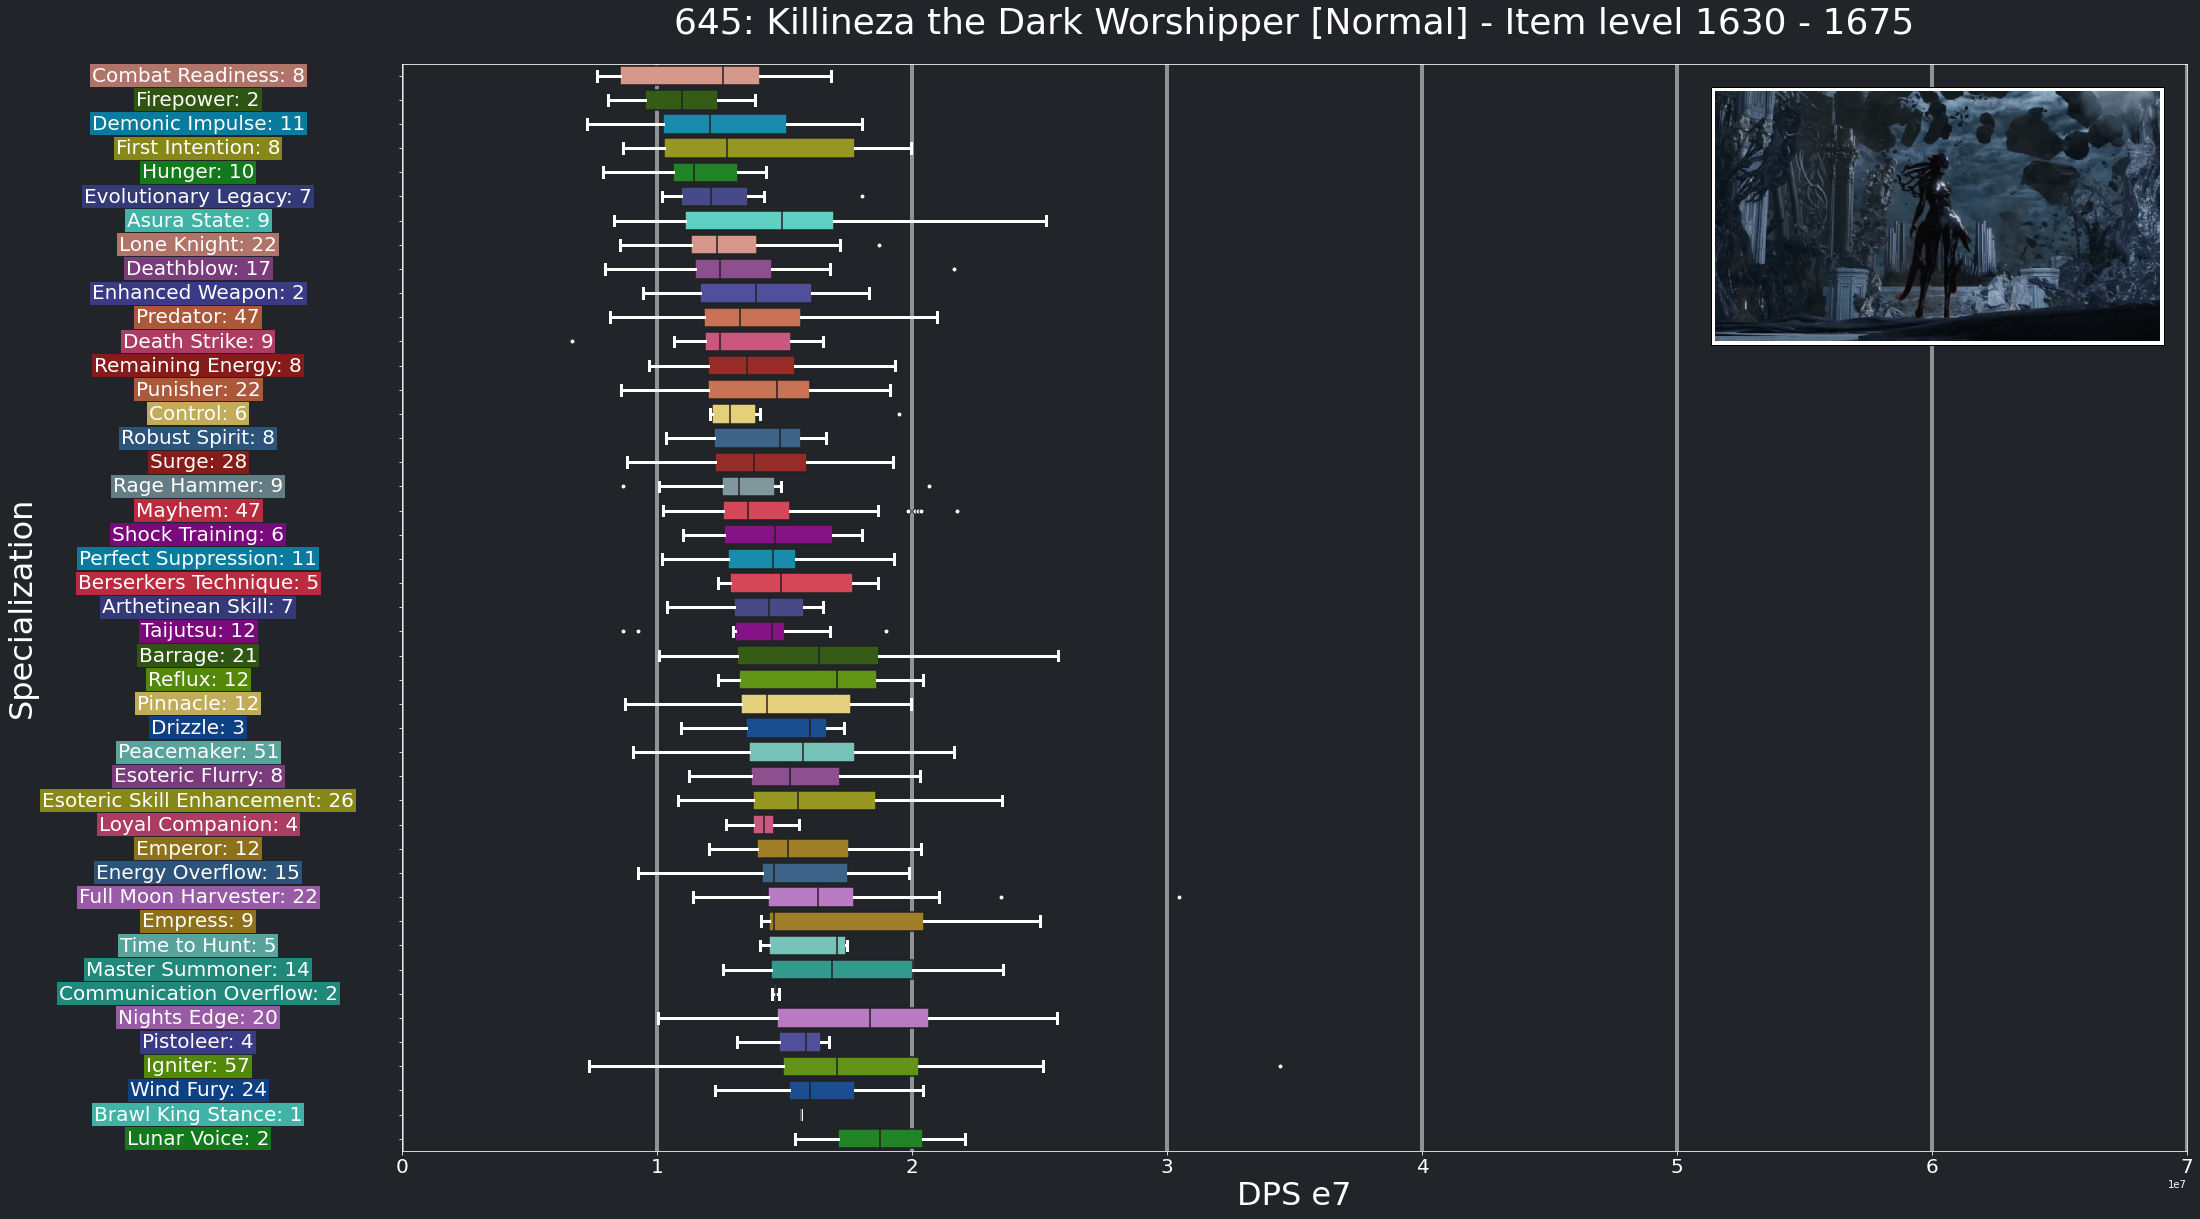 645: Killineza the Dark Worshipper [Normal] - Item level 1630 - 1675
Specialization
Combat Readiness: 8
Firepower: 2
Demonic Impulse: 11
First Intention: 8
Hunger: 10
Evolutionary Legacy: 7
Asura State: 9
Lone Knight: 22
Deathblow: 17
Enhanced Weapon: 2
Predator: 47
Death Strike: 9
Remaining Energy: 8
Punisher: 22
Control: 6
Robust Spirit: 8
Surge: 28
Rage Hammer: 9
Mayhem: 47
Shock Training: 6
Perfect Suppression: 11
Berserkers Technique: 5
Arthetinean Skill: 7
Taijutsu: 12
Barrage: 21
Reflux: 12
Pinnacle: 12
Drizzle: 3
Peacemaker: 51
Esoteric Flurry: 8
Esoteric Skill Enhancement: 26
Loyal Companion: 4
Emperor: 12
Energy Overflow: 15
Full Moon Harvester: 22
Empress: 9
Time to Hunt: 5
Master Summoner: 14
Communication Overflow: 2
Nights Edge: 20
Pistoleer: 4
Igniter: 57
Wind Fury: 24
Brawl King Stance: 1
Lunar Voice: 2
0 1 2 3 4 5 6 7
1e7
DPS e7